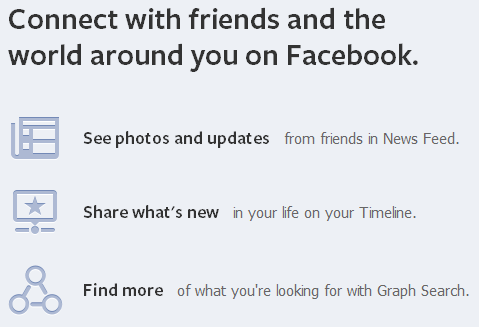 Connect with friends and the
world around you on Facebook.
See photos and updates from friends in News Feed.
Share what's new in your life on your Timeline.
Find more of what you're looking for with Graph Search.